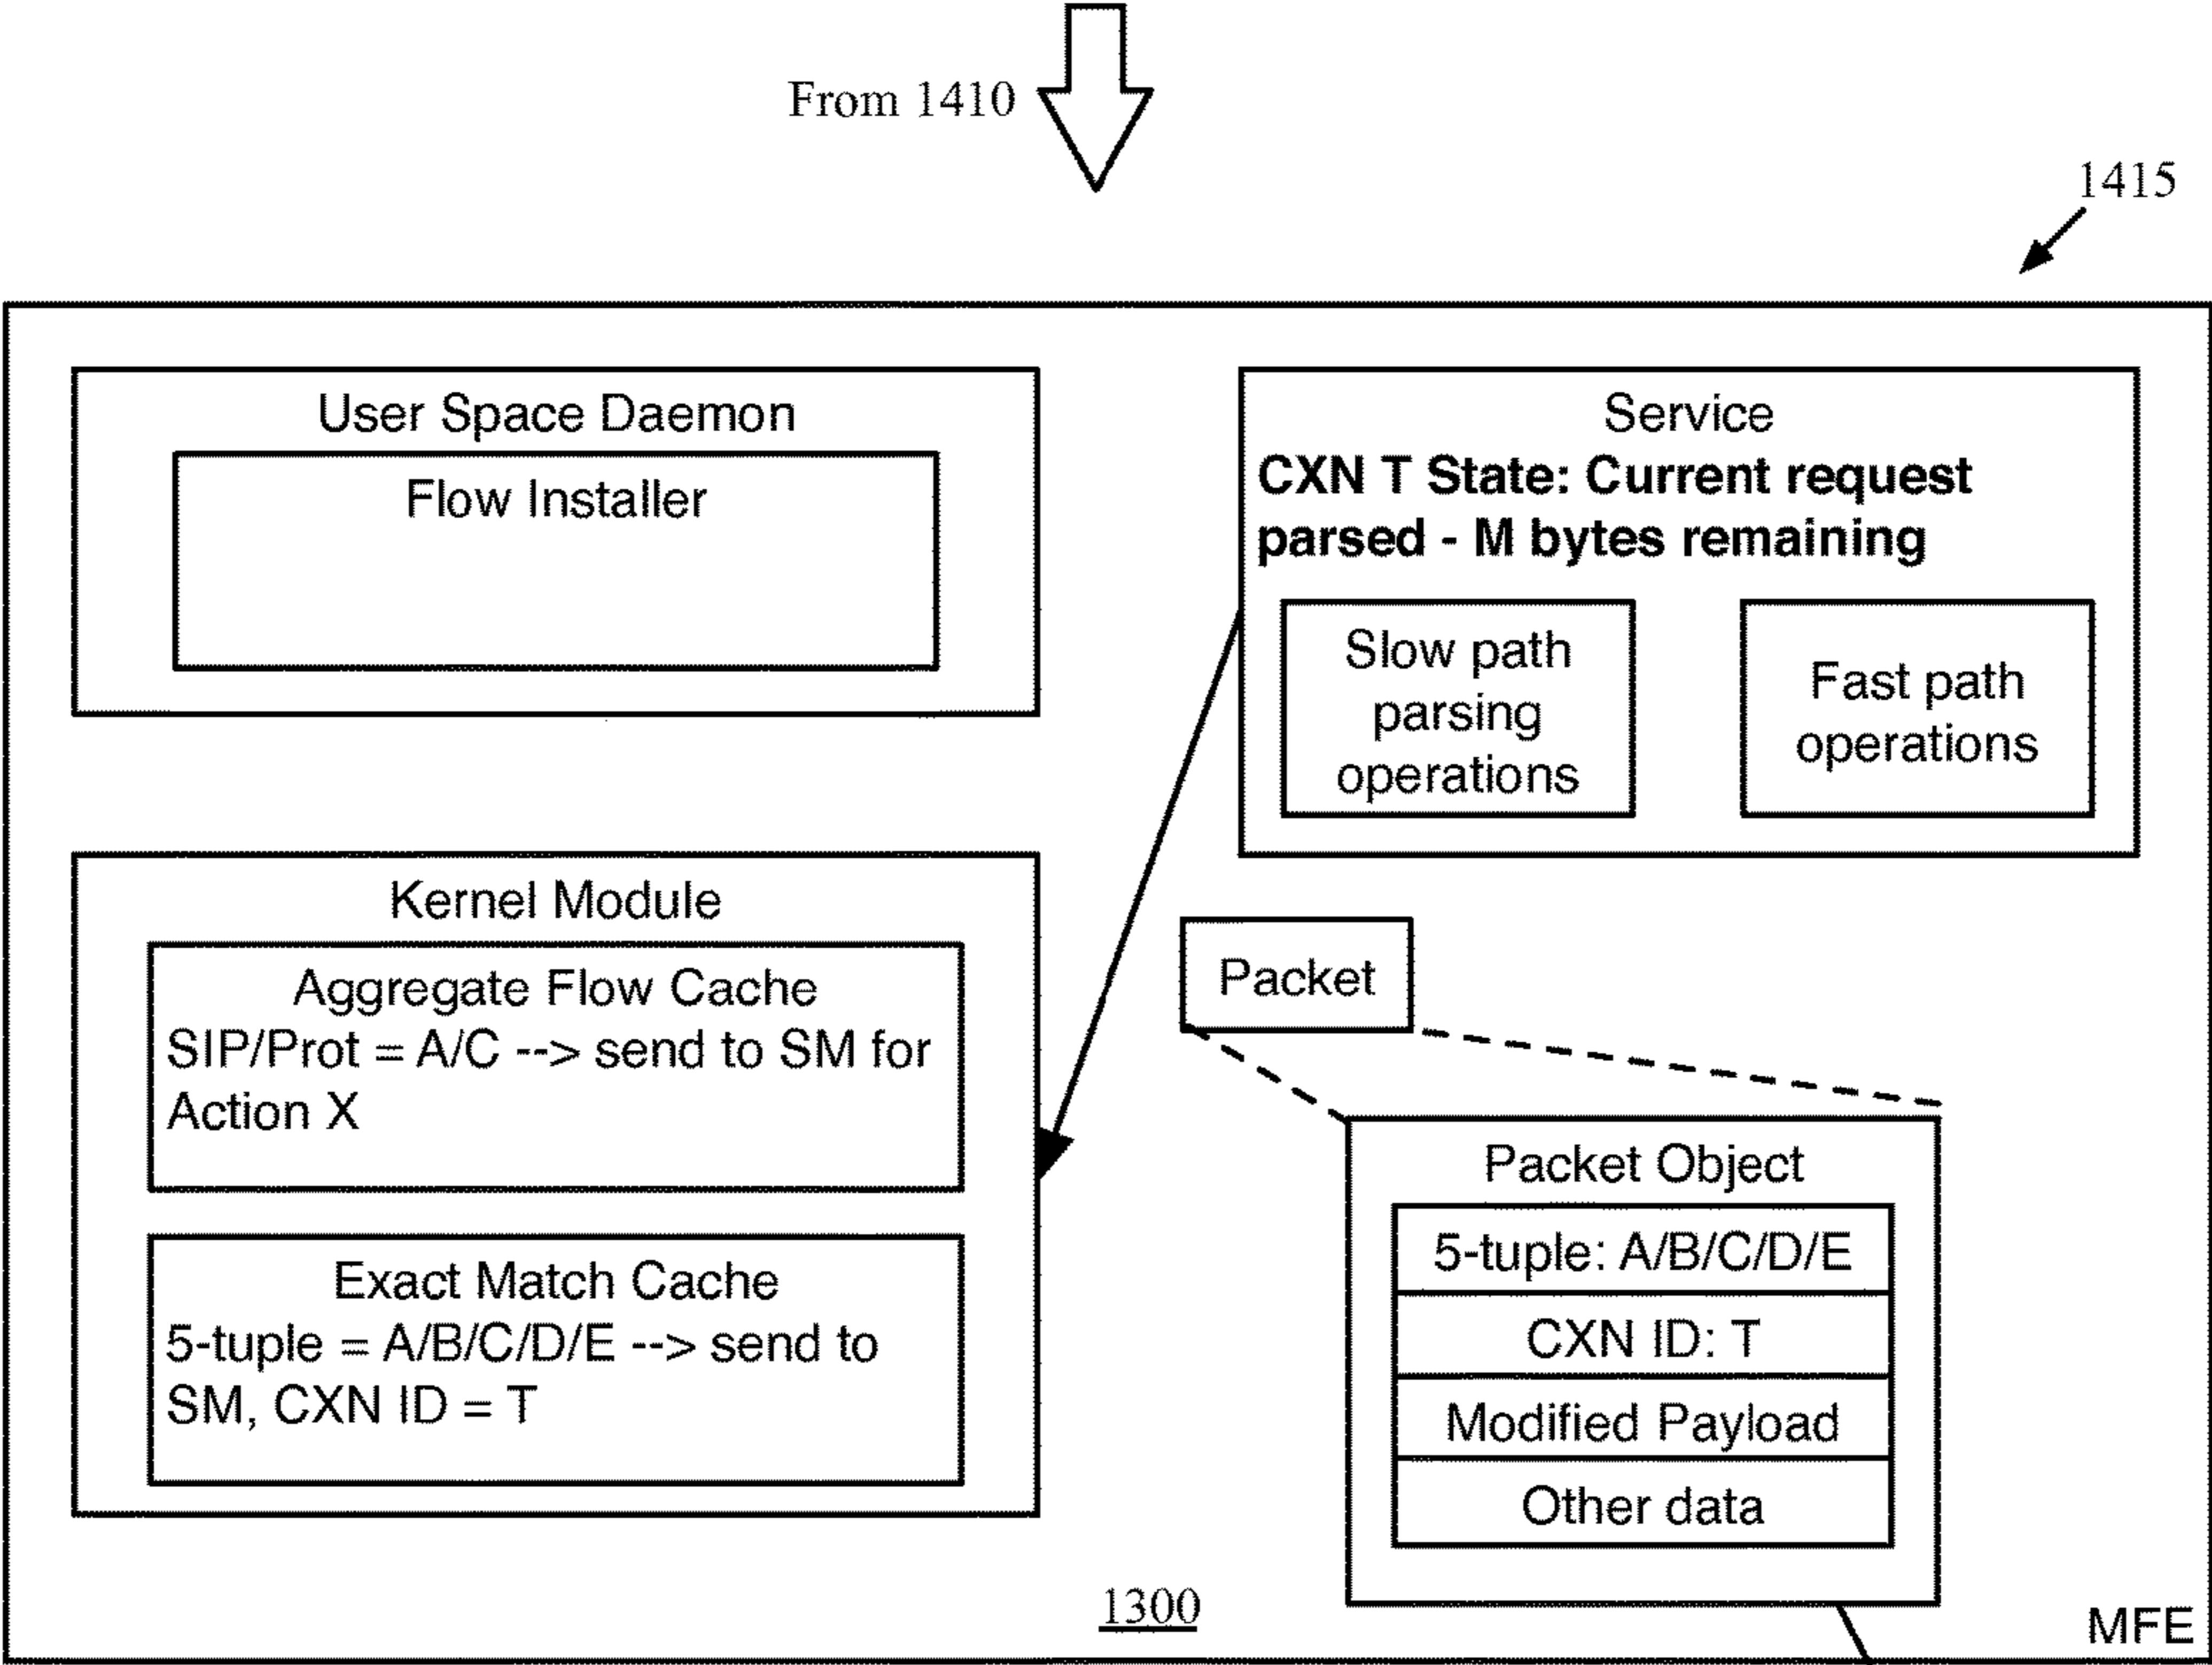 From 1410
1415
User Space Daemon
Flow Installer
Service
CXN T State: Current request
parsed - M bytes remaining
Slow path
parsing
operations
Fast path
operations
Kernel Module
Aggregate Flow Cache
SIP/Prot = A/C --> send to SM for
Action X
Exact Match Cache
5-tuple = A/B/C/D/E --> send to
SM, CXN ID = T
Packet
Packet Object
5-tuple: A/B/C/D/E
CXN ID: T
Modified Payload
Other data
1300
MFE